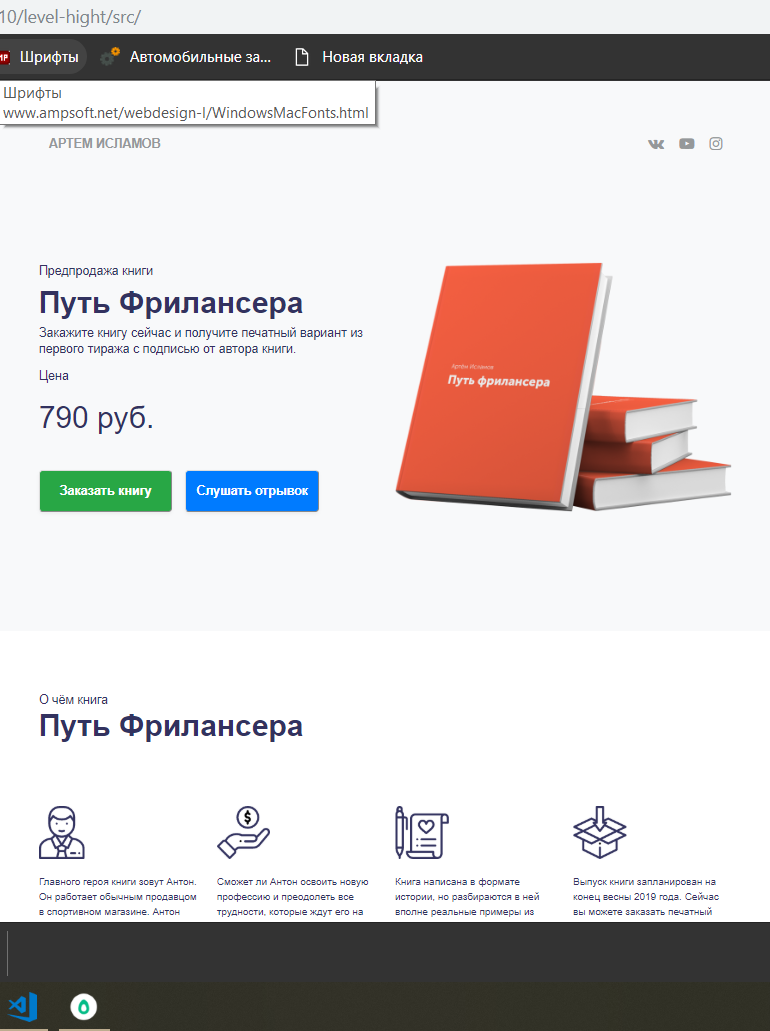 10/level-hight/src/
Шрифты
Автомобильные за...
Новая вкладка
Шрифты
www.ampsoft.net/webdesign-l/WindowsMacFonts.html
АРТЕМ ИСЛАМОВ
Предпродажа книги
Путь Фрилансера
Закажите книгу сейчас и получите печатный вариант из
первого тиража с подписью от автора книги.
Цена
790 руб.
Заказать книгу
Слушать отрывок
Артём Исламов
Путь фрилансера
О чём книга
Путь Фрилансера
Главного героя книги зовут Антон.
Он работает обычным продавцом
в спортивном магазине. Антон
Сможет ли Антон освоить новую
профессию и преодолеть все
трудности, которые ждут его на
Книга написана в формате
истории, но разбираются в ней
вполне реальные примеры из
Выпуск книги запланирован на
конец весны 2019 года. Сейчас
вы можете заказать печатный